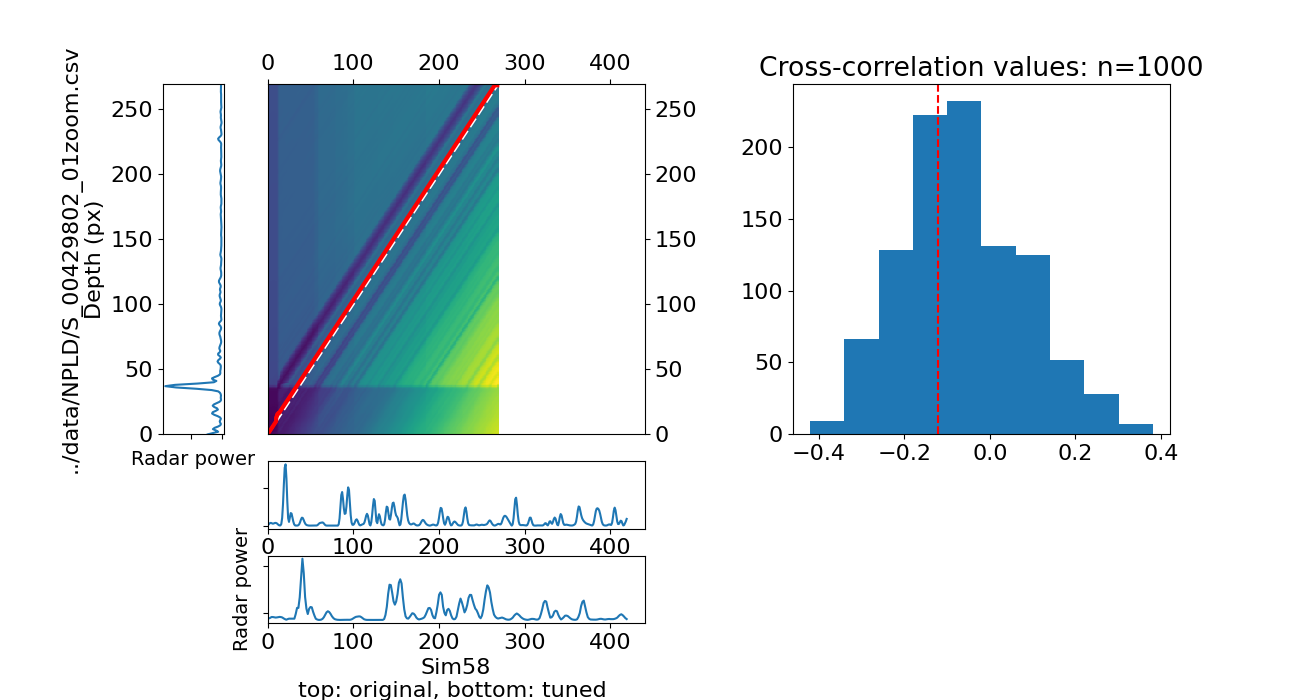 ../data/NPLD/S_00429802_01zoom.csv
Depth (px)
250
200
150
100
50
0
Radar power
0 100 200 300 400
250
200
150
100
50
0
0 100 200 300 400
Radar power
0 100 200 300 400
Sim58
top: original, bottom: tuned
Cross-correlation values: n=1000
200
150
100
50
0
−0.4 −0.2 0.0 0.2 0.4